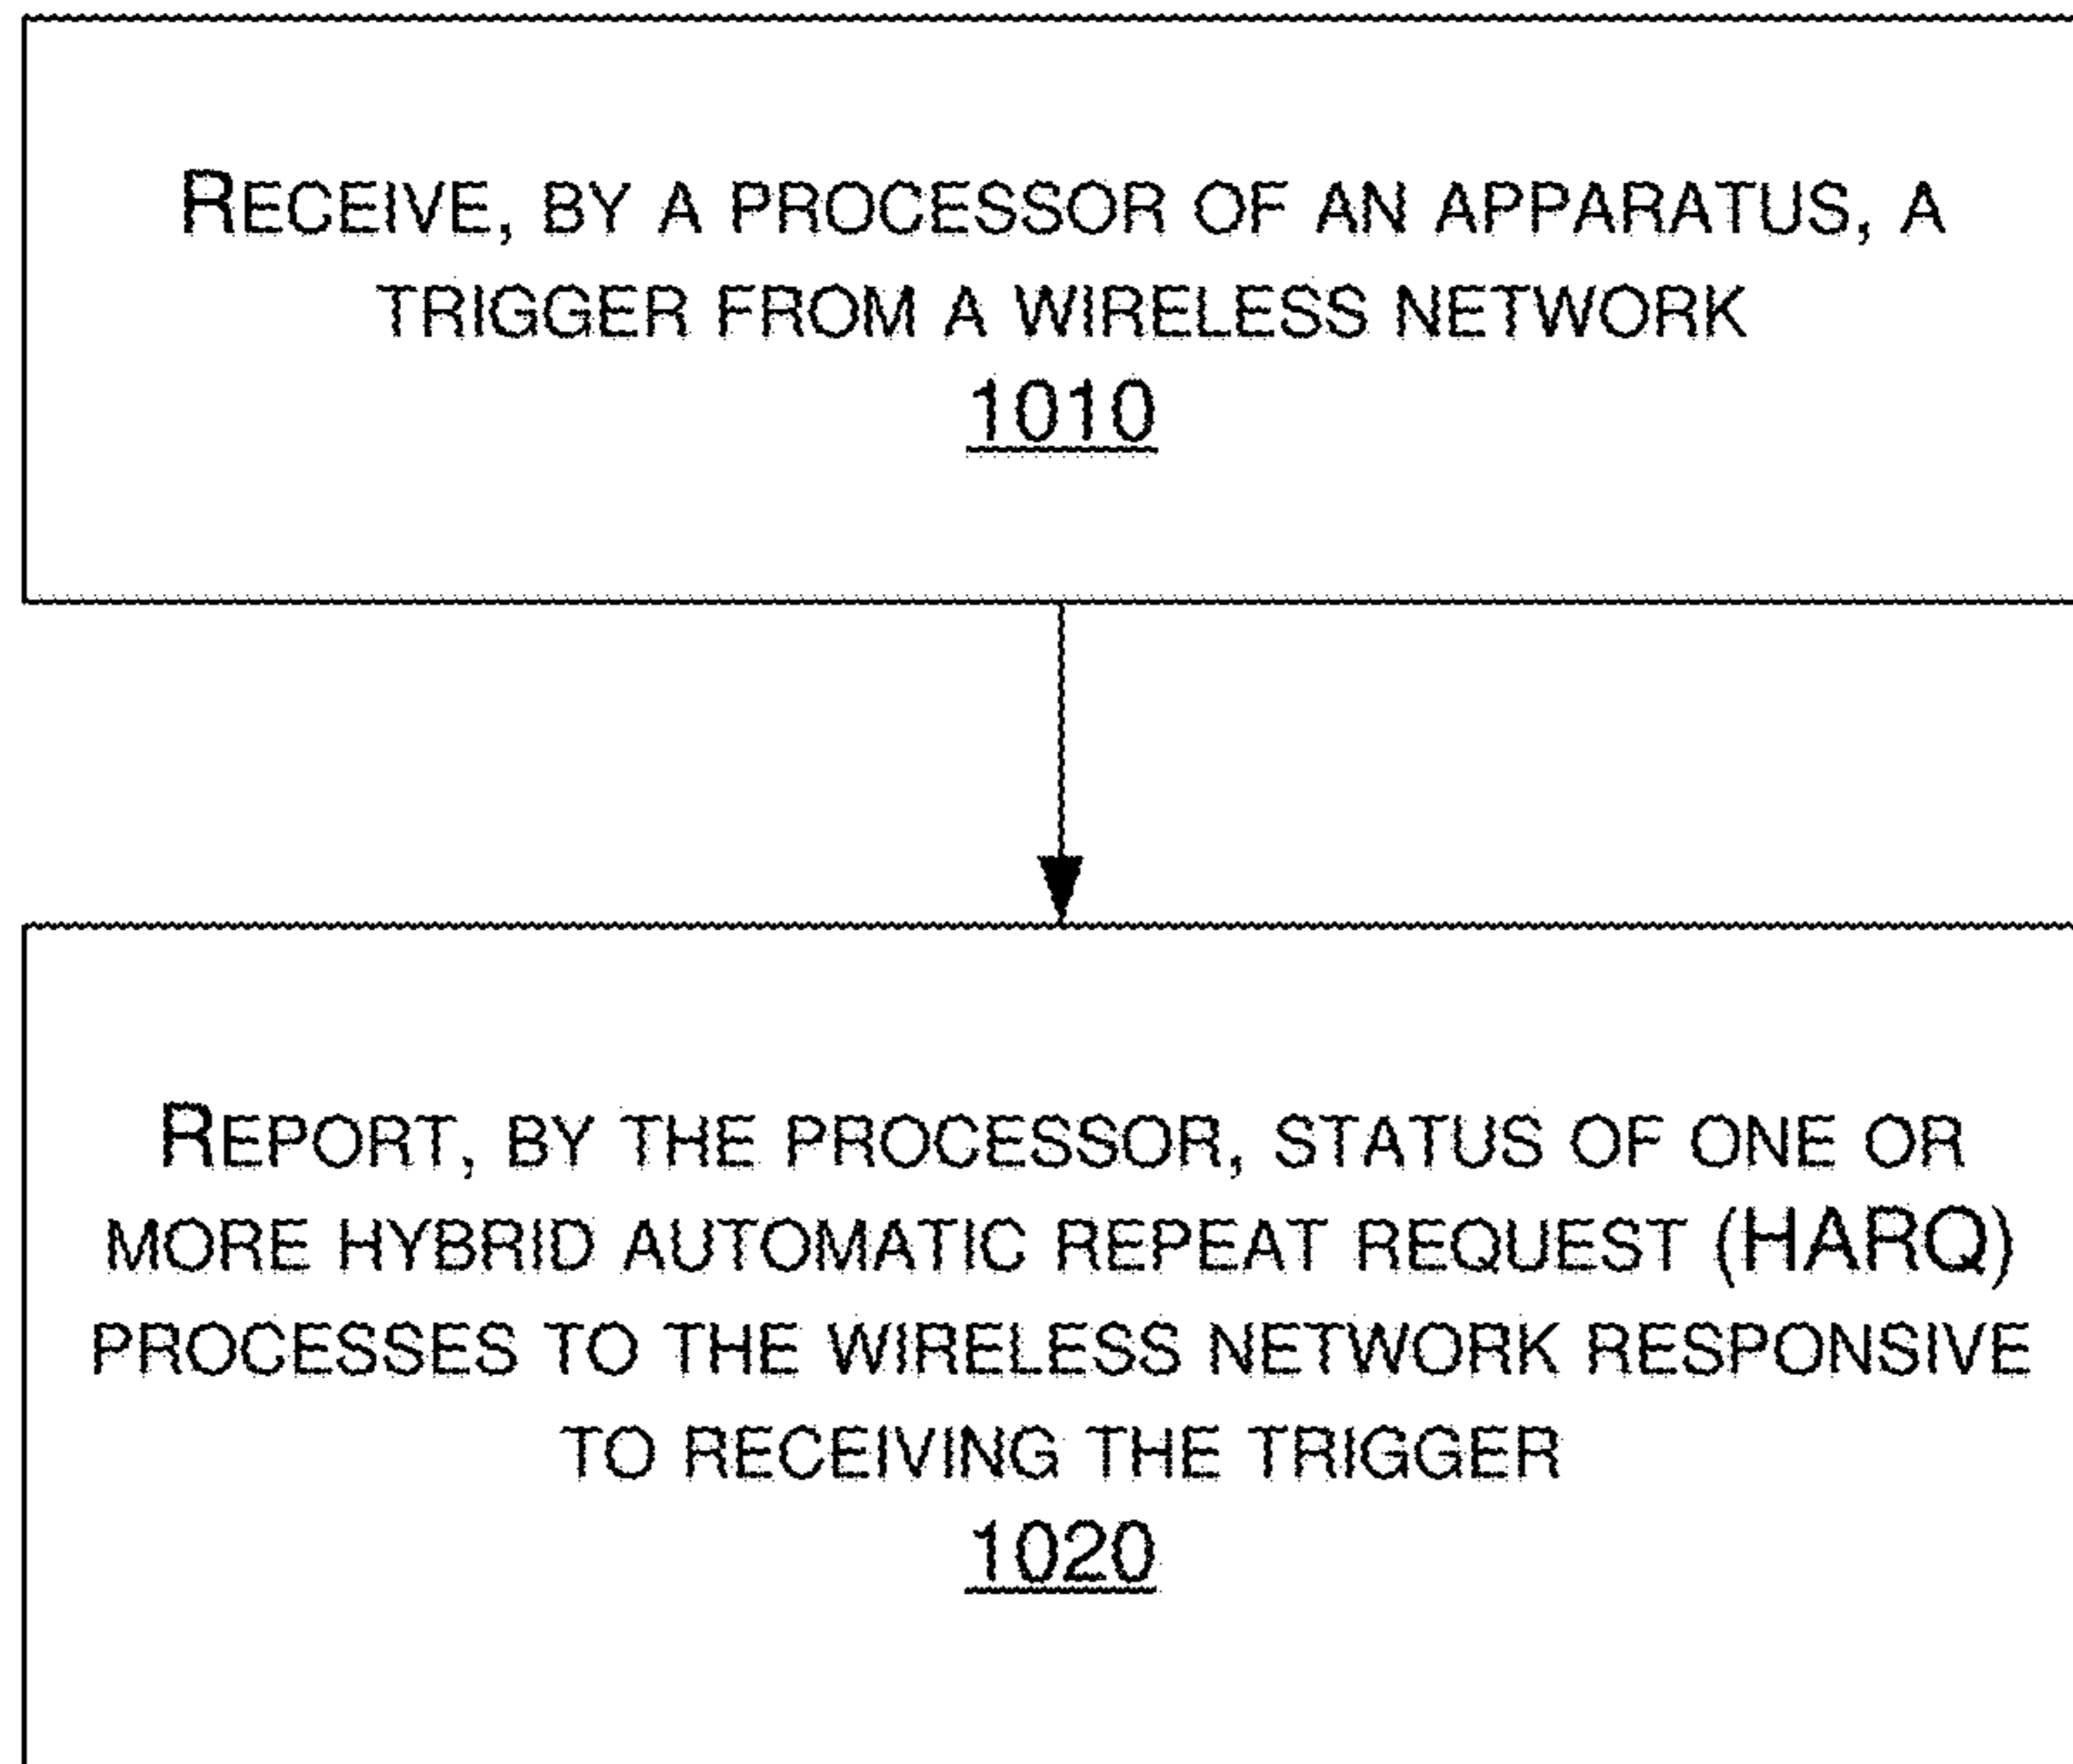 RECEIVE, BY A PROCESSOR OF AN APPARATUS, A
TRIGGER FROM A WIRELESS NETWORK
1010
REPORT, BY THE PROCESSOR, STATUS OF ONE OR
MORE HYBRID AUTOMATIC REPEAT REQUEST (HARQ)
PROCESSES TO THE WIRELESS NETWORK RESPONSIVE
TO RECEIVING THE TRIGGER
1020